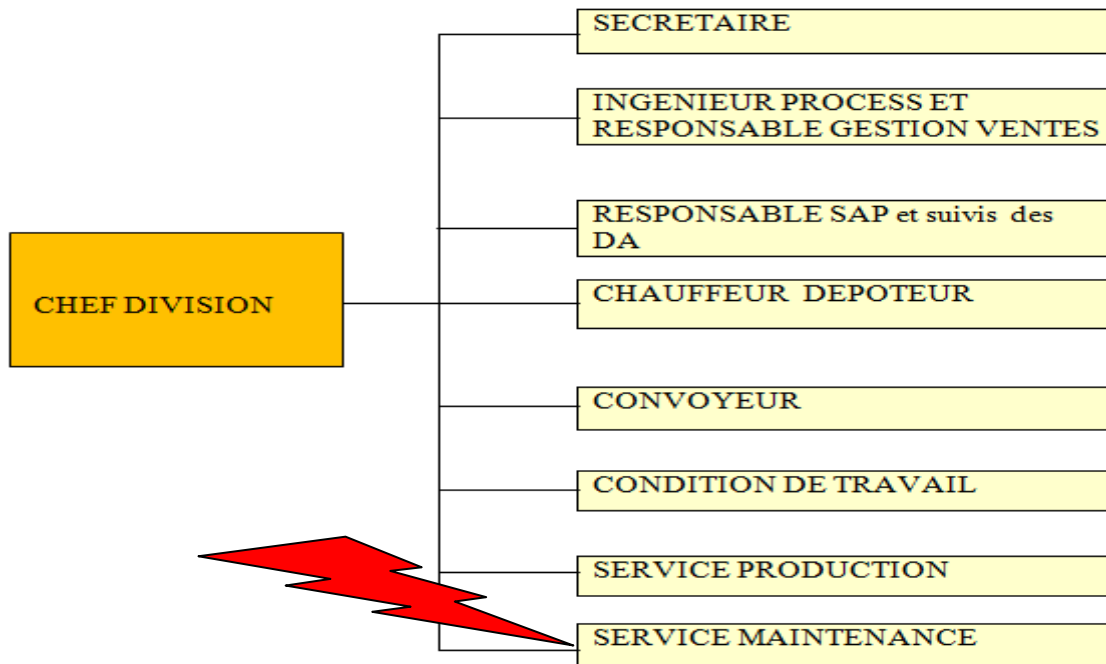 SECRETAIRE
INGENIEUR PROCESS ET
RESPONSABLE GESTION VENTES
RESPONSABLE SAP et suivis des
DA
CHEF DIVISION
CHAUFFEUR DEPOTEUR
CONVOYEUR
CONDITION DE TRAVAIL
SERVICE PRODUCTION
SERVICE MAINTENANCE